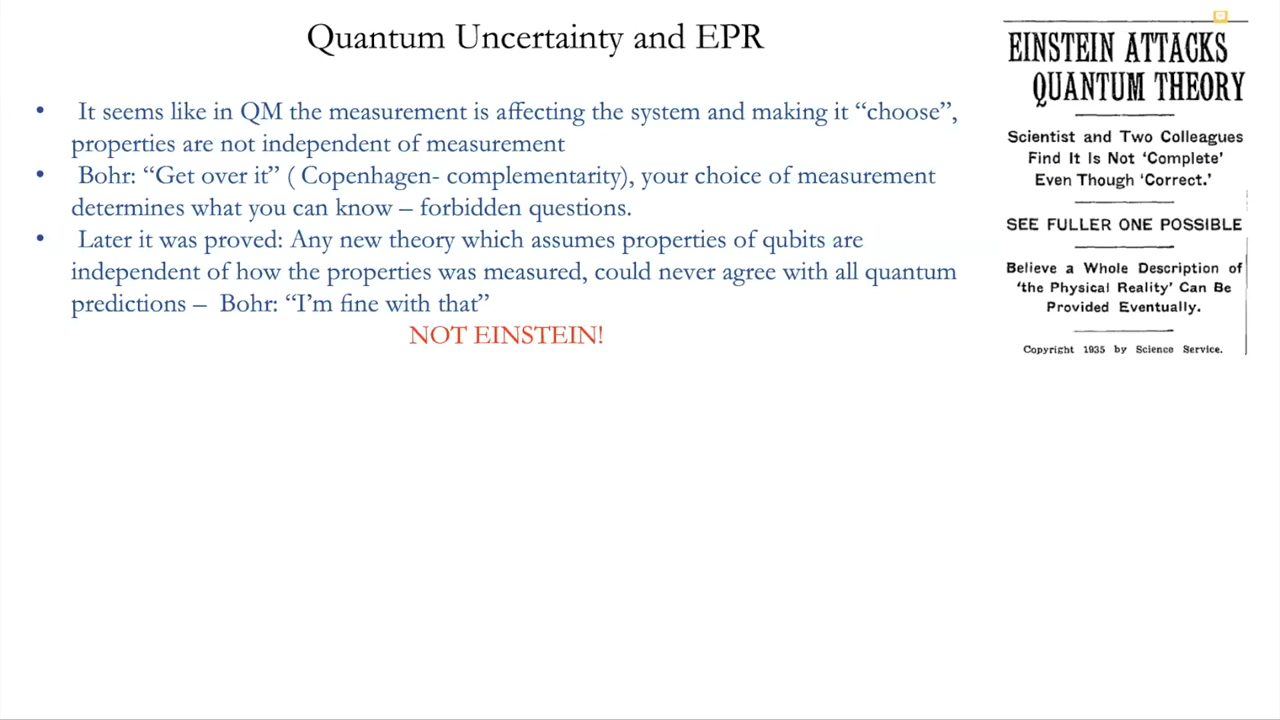 Quantum Uncertainty and EPR
• It seems like in QM the measurement is affecting the system and making it “choose”,
properties are not independent of measurement
• Bohr: “Get over it” ( Copenhagen- complementarity), your choice of measurement
determines what you can know – forbidden questions.
• Later it was proved: Any new theory which assumes properties of qubits are
independent of how the properties was measured, could never agree with all quantum
predictions – Bohr: “I’m fine with that”
NOT EINSTEIN!
EINSTEIN ATTACKS
QUANTUM THEORY
Scientist and Two Colleagues
Find It Is Not ‘Complete’
Even Though ‘Correct.’
SEE FULLER ONE POSSIBLE
Believe a Whole Description of
‘the Physical Reality’ Can Be
Provided Eventually.
Copyright 1935 by Science Service.